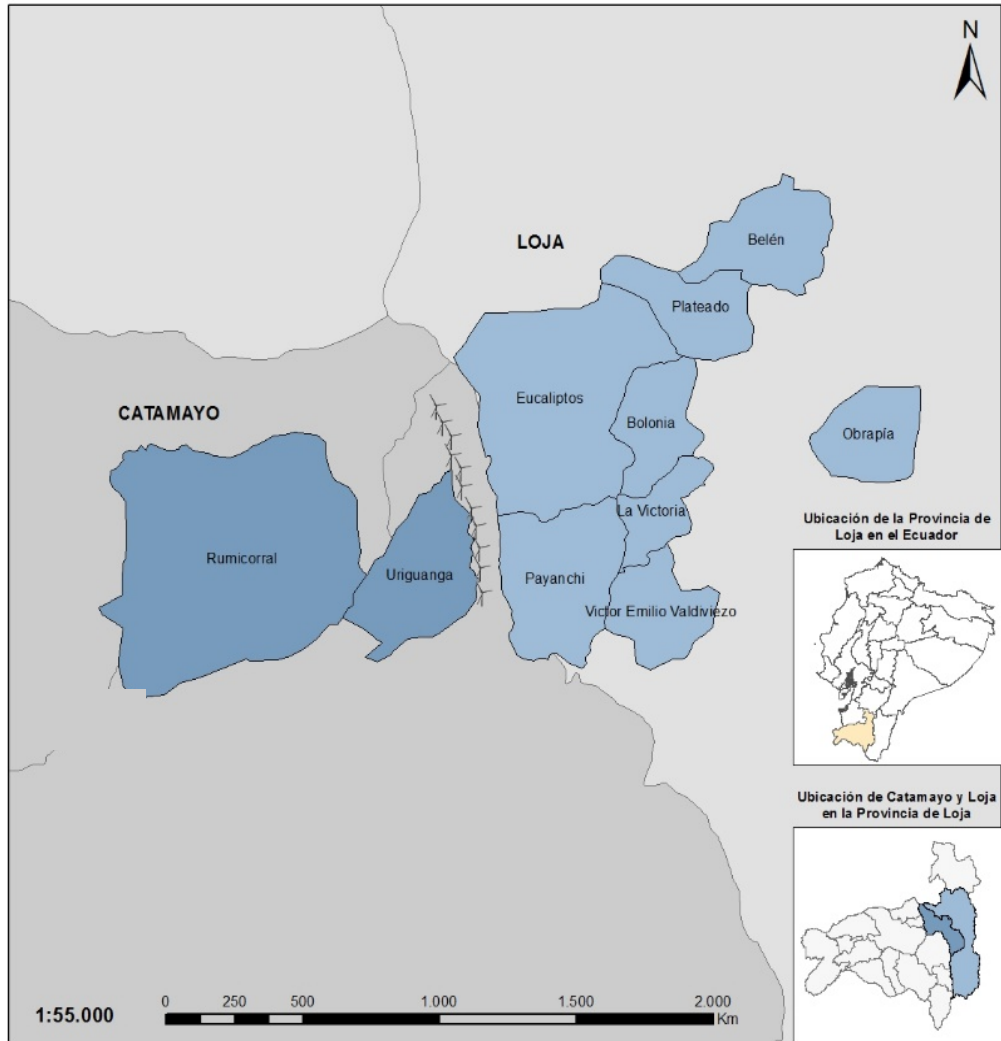 N
Belén
LOJA
Plateado
Eucaliptos
CATAMAYO
Bolonia
Obrapía
La Victoria
Ubicación de la Provincia de
Loja en el Ecuador
Rumicorral
Uriguanga
Payanchi
Victor Emilio Valdiviezo
Ubicación de Catamayo y Loja
en la Provincia de Loja
1:55.000
0 250 500 1.000 1.500 2.000
Km